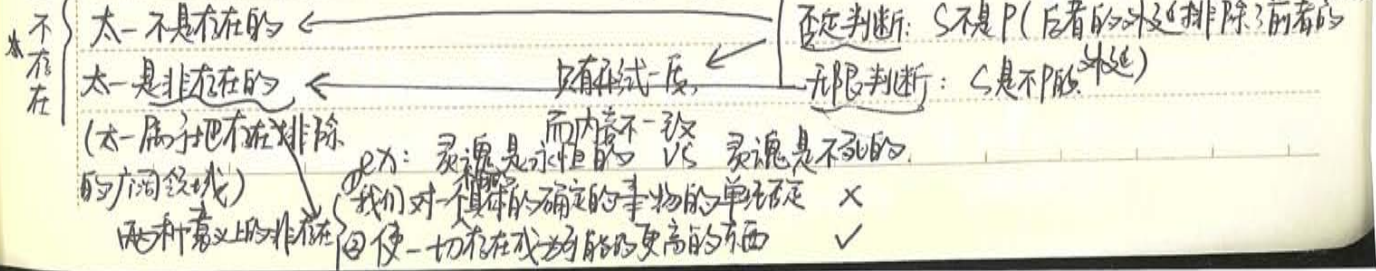 不存在
太一不是存在的
否定判断：S不是P（后者的外延排除了前者的外延）
太一是非存在的
只有形式一质，
无限判断：S是不P的
而内容不一致
（太一属于把存在排除
的广阔领域）
ex：灵魂是永恒的 VS 灵魂是不死的.
两种意义上的非存在
我们对一个具体的确定的事物的单纯否定 ×
②使一切存在成为可能的更高的东西 ✓